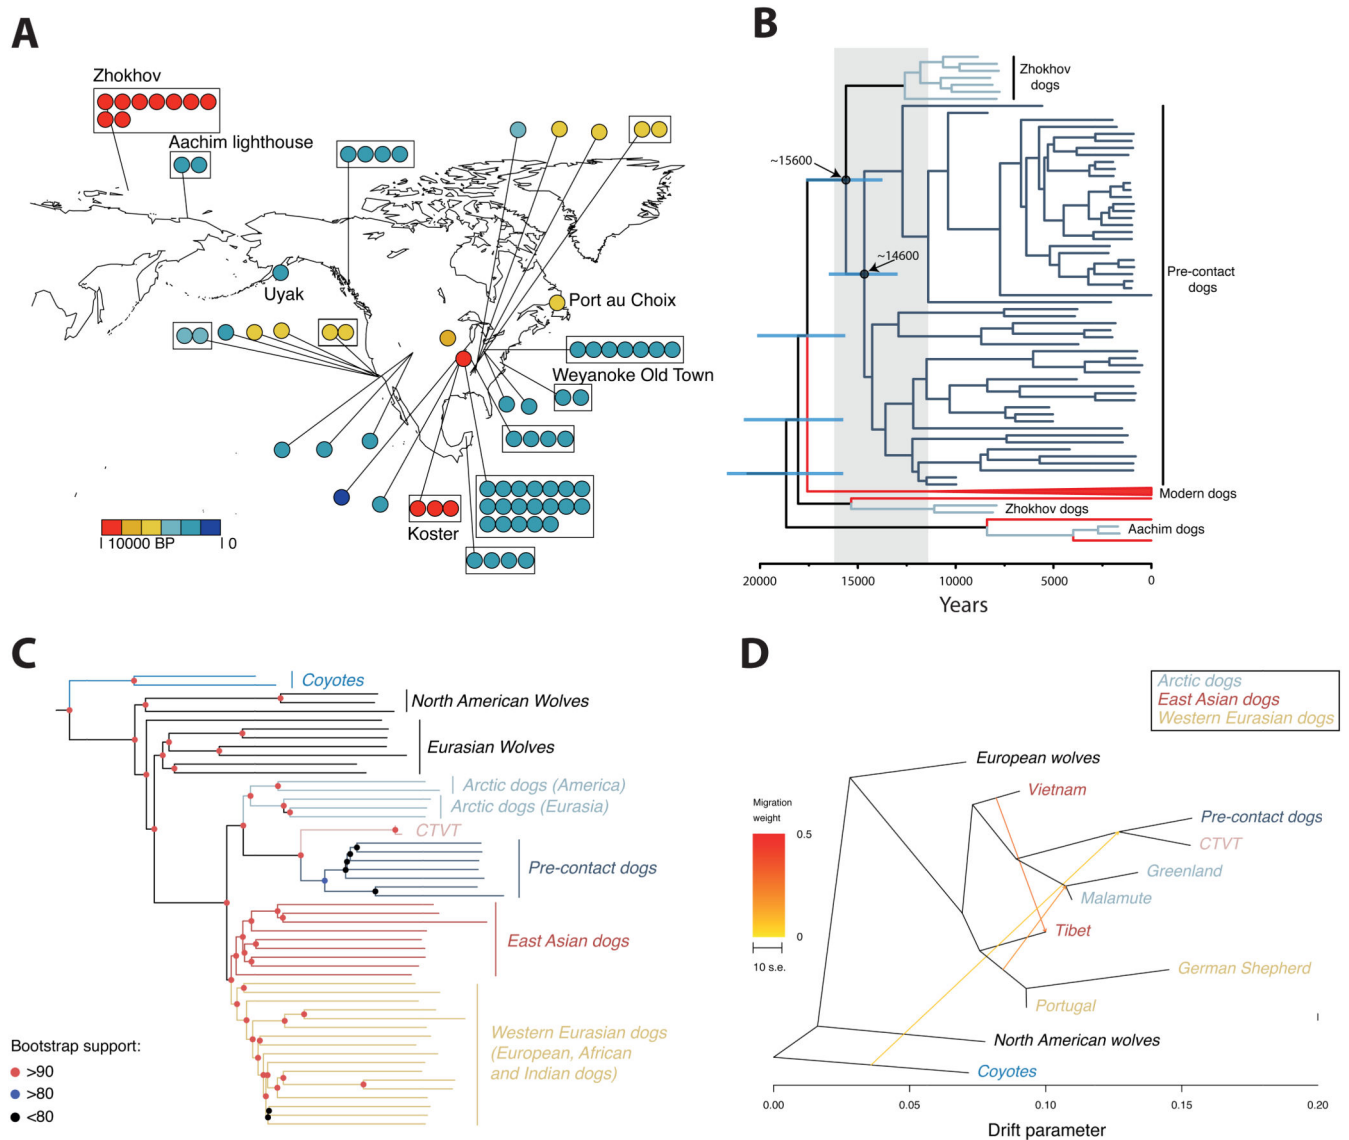 A
Zhokhov
Aachim lighthouse
Uyak
Port au Choix
Weyanoke Old Town
Koster
10000 BP
0
B
Zhokhov
dogs
~15600
~14600
Pre-contact
dogs
Modern dogs
Zhokhov dogs
Aachim dogs
20000 15000 10000 5000 0
Years
C
Coyotes
North American Wolves
Eurasian Wolves
Arctic dogs (America)
Arctic dogs (Eurasia)
CTVT
Pre-contact dogs
East Asian dogs
Western Eurasian dogs
(European, African
and Indian dogs)
Bootstrap support:
>90
>80
<80
D
Arctic dogs
East Asian dogs
Western Eurasian dogs
European wolves
Vietnam
Migration
weight
0.5
0
10 s.e.
Pre-contact dogs
CTVT
Greenland
Malamute
Tibet
German Shepherd
Portugal
North American wolves
Coyotes
0.00 0.05 0.10 0.15 0.20
Drift parameter